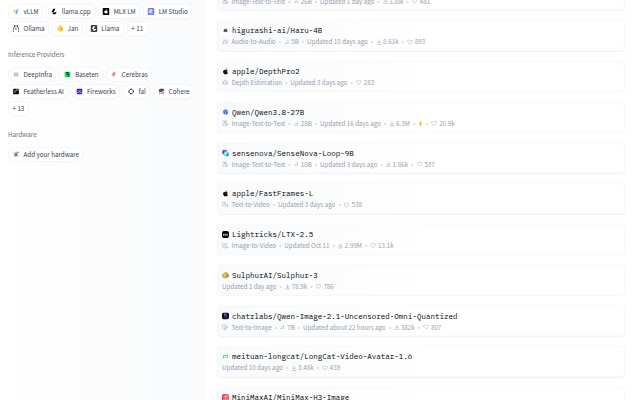 vLLM llama.cpp MLX LM LM Studio
Ollama Jan Llama + 11
Inference Providers
DeepInfra Baseten Cerebras
Featherless AI Fireworks fal Cohere
+ 13
Hardware
Add your hardware
higurashi-ai/Haru-4B
Audio-to-Audio • 5B • Updated 10 days ago • 8.63k • 893
apple/DepthPro2
Depth Estimation • Updated 3 days ago • 283
Qwen/Qwen3.8-27B
Image-Text-to-Text • 28B • Updated 16 days ago • 6.3M • • 20.9k
sensenova/SenseNova-Loop-9B
Image-Text-to-Text • 10B • Updated 3 days ago • 1.86k • 537
apple/FastFrames-L
Text-to-Video • Updated 3 days ago • 538
Lightricks/LTX-2.5
Image-to-Video • Updated Oct 11 • 2.99M • 13.1k
SulphurAI/Sulphur-3
Updated 1 day ago • 78.9k • 786
chatrlabs/Qwen-Image-2.1-Uncensored-Omni-Quantized
Text-to-Image • 7B • Updated about 22 hours ago • 382k • 807
meituan-longcat/LongCat-Video-Avatar-1.6
Updated 10 days ago • 3.46k • 419
MiniMaxAI/MiniMax-H3-Image